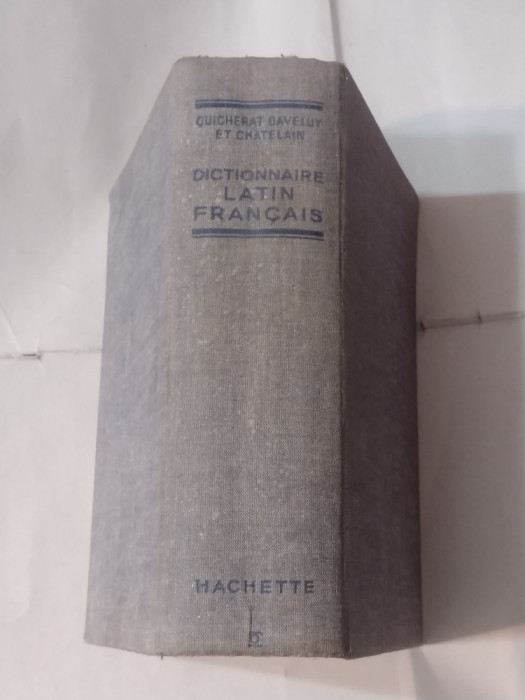 QUICHERAT DAVELUY
ET CHATELAIN
DICTIONNAIRE
LATIN
FRANÇAIS
HACHETTE